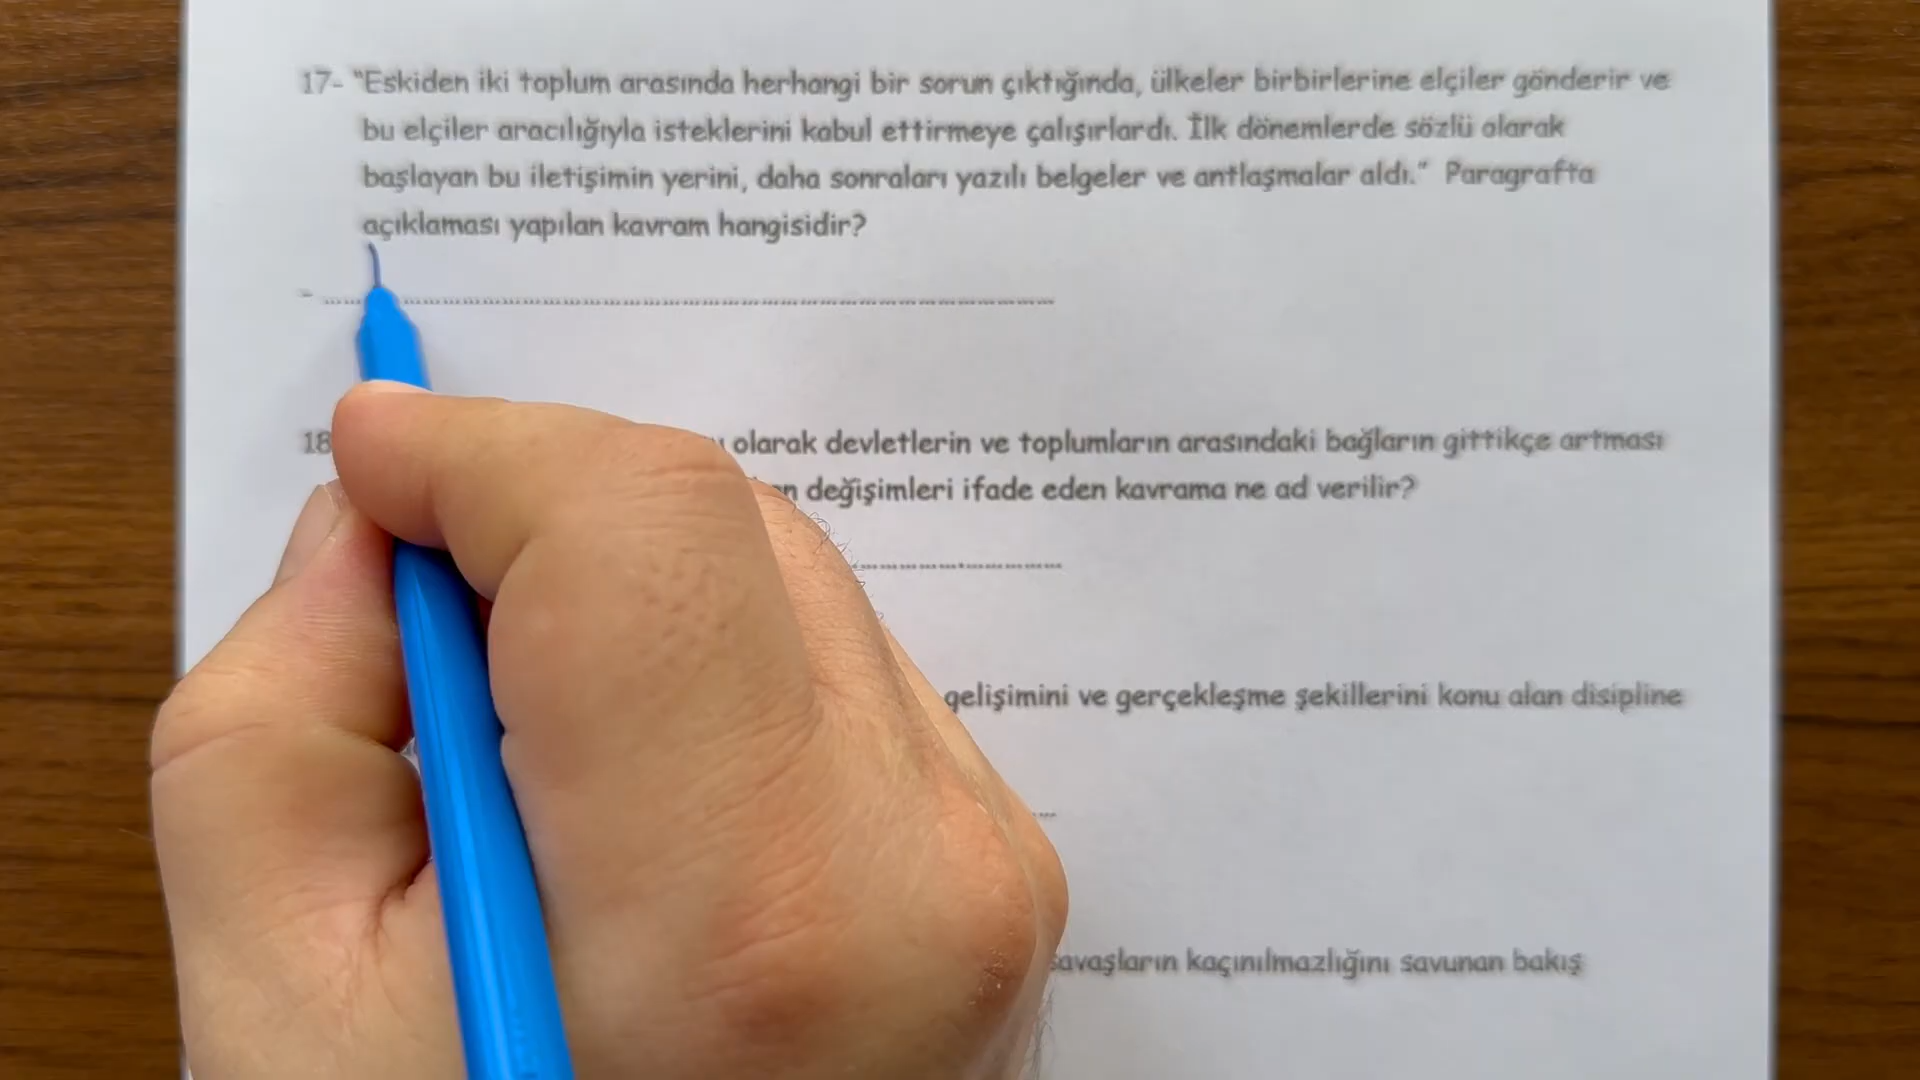 17- "Eskiden iki toplum arasında herhangi bir sorun çıktığında, ülkeler birbirlerine elçiler gönderir ve
bu elçiler aracılığıyla isteklerini kabul ettirmeye çalışırlardı. İlk dönemlerde sözlü olarak
başlayan bu iletişimin yerini, daha sonraları yazılı belgeler ve antlaşmalar aldı." Paragrafta
açıklaması yapılan kavram hangisidir?
- ........................................................................
18 olarak devletlerin ve toplumların arasındaki bağların gittikçe artması
değişimleri ifade eden kavrama ne ad verilir?
gelişimini ve gerçekleşme şekillerini konu alan disipline
savaşların kaçınılmazlığını savunan bakış